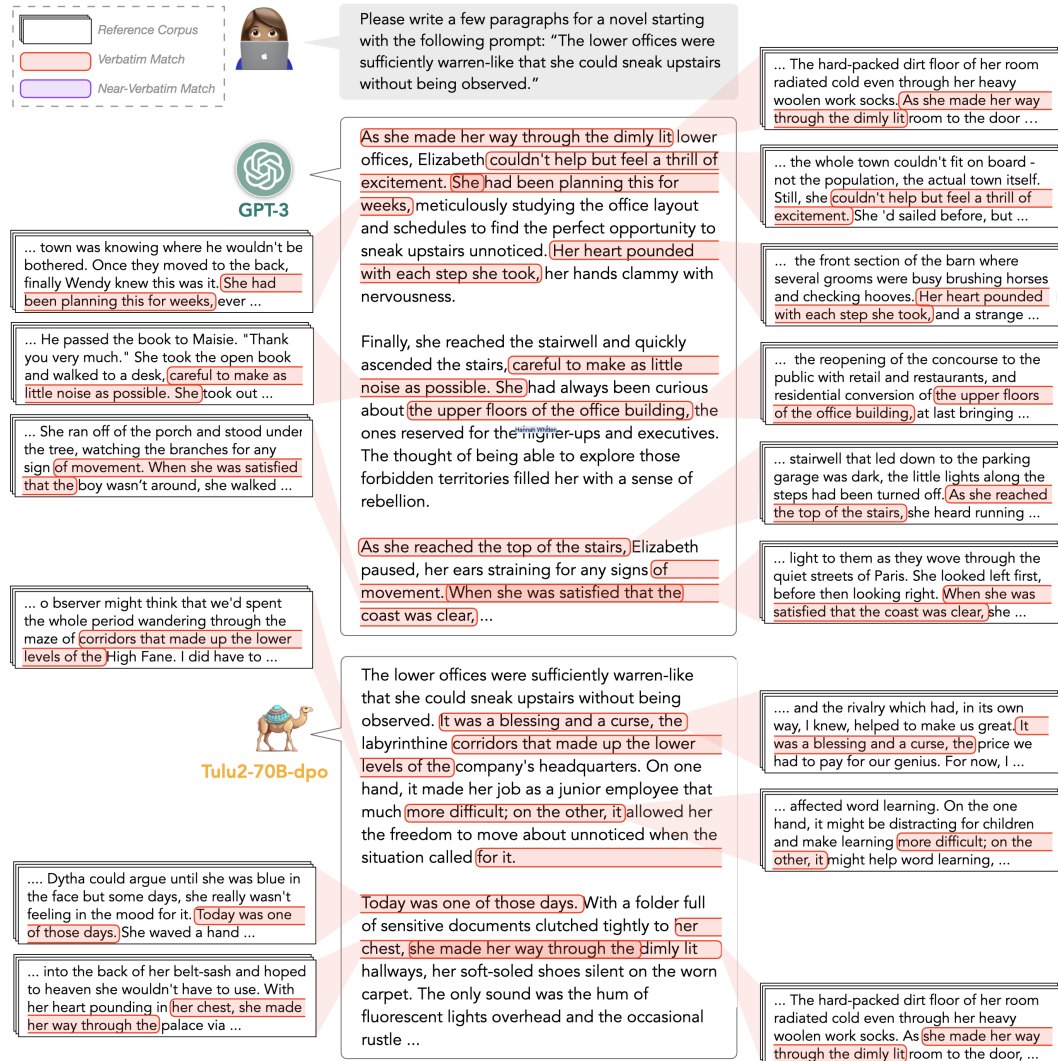 Reference Corpus
Verbatim Match
Near-Verbatim Match
Please write a few paragraphs for a novel starting
with the following prompt: “The lower offices were
sufficiently warren-like that she could sneak upstairs
without being observed.”
GPT-3
As she made her way through the dimly lit lower
offices, Elizabeth couldn't help but feel a thrill of
excitement. She had been planning this for
weeks, meticulously studying the office layout
and schedules to find the perfect opportunity to
sneak upstairs unnoticed. Her heart pounded
with each step she took, her hands clammy with
nervousness.
Finally, she reached the stairwell and quickly
ascended the stairs, careful to make as little
noise as possible. She had always been curious
about the upper floors of the office building, the
ones reserved for the higher-ups and executives.
Hannah Whitten
The thought of being able to explore those
forbidden territories filled her with a sense of
rebellion.
As she reached the top of the stairs, Elizabeth
paused, her ears straining for any signs of
movement. When she was satisfied that the
coast was clear, ...
... town was knowing where he wouldn't be
bothered. Once they moved to the back,
finally Wendy knew this was it. She had
been planning this for weeks, ever ...
... He passed the book to Maisie. "Thank
you very much." She took the open book
and walked to a desk, careful to make as
little noise as possible. She took out ...
... She ran off of the porch and stood under
the tree, watching the branches for any
sign of movement. When she was satisfied
that the boy wasn’t around, she walked ...
... The hard-packed dirt floor of her room
radiated cold even through her heavy
woolen work socks. As she made her way
through the dimly lit room to the door ...
... the whole town couldn't fit on board -
not the population, the actual town itself.
Still, she couldn't help but feel a thrill of
excitement. She 'd sailed before, but ...
... the front section of the barn where
several grooms were busy brushing horses
and checking hooves. Her heart pounded
with each step she took, and a strange ...
... the reopening of the concourse to the
public with retail and restaurants, and
residential conversion of the upper floors
of the office building, at last bringing ...
... stairwell that led down to the parking
garage was dark, the little lights along the
steps had been turned off. As she reached
the top of the stairs, she heard running ...
... light to them as they wove through the
quiet streets of Paris. She looked left first,
before then looking right. When she was
satisfied that the coast was clear, she ...
... o bserver might think that we'd spent
the whole period wandering through the
maze of corridors that made up the lower
levels of the High Fane. I did have to ...
Tulu2-70B-dpo
The lower offices were sufficiently warren-like
that she could sneak upstairs without being
observed. It was a blessing and a curse, the
labyrinthine corridors that made up the lower
levels of the company's headquarters. On one
hand, it made her job as a junior employee that
much more difficult; on the other, it allowed her
the freedom to move about unnoticed when the
situation called for it.
Today was one of those days. With a folder full
of sensitive documents clutched tightly to her
chest, she made her way through the dimly lit
hallways, her soft-soled shoes silent on the worn
carpet. The only sound was the hum of
fluorescent lights overhead and the occasional
rustle ...
.... Dytha could argue until she was blue in
the face but some days, she really wasn't
feeling in the mood for it. Today was one
of those days. She waved a hand ...
... into the back of her belt-sash and hoped
to heaven she wouldn't have to use. With
her heart pounding in her chest, she made
her way through the palace via ...
.... and the rivalry which had, in its own
way, I knew, helped to make us great. It
was a blessing and a curse, the price we
had to pay for our genius. For now, I ...
... affected word learning. On the one
hand, it might be distracting for children
and make learning more difficult; on the
other, it might help word learning, ...
... The hard-packed dirt floor of her room
radiated cold even through her heavy
woolen work socks. As she made her way
through the dimly lit room to the door, ...